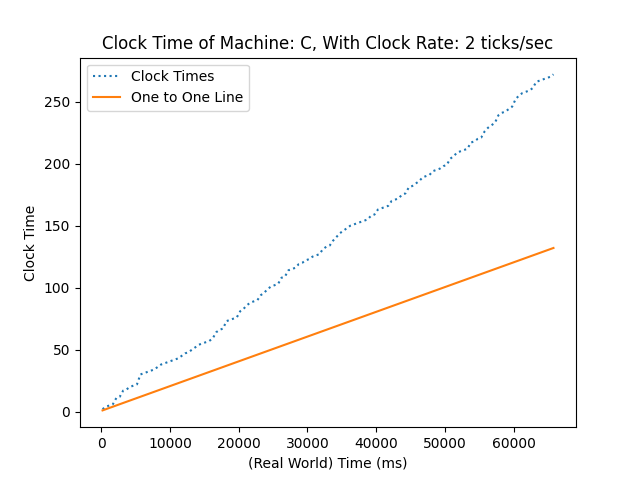 Clock Time of Machine: C, With Clock Rate: 2 ticks/sec
Clock Times
One to One Line
250
200
150
100
50
0
Clock Time
0 10000 20000 30000 40000 50000 60000
(Real World) Time (ms)